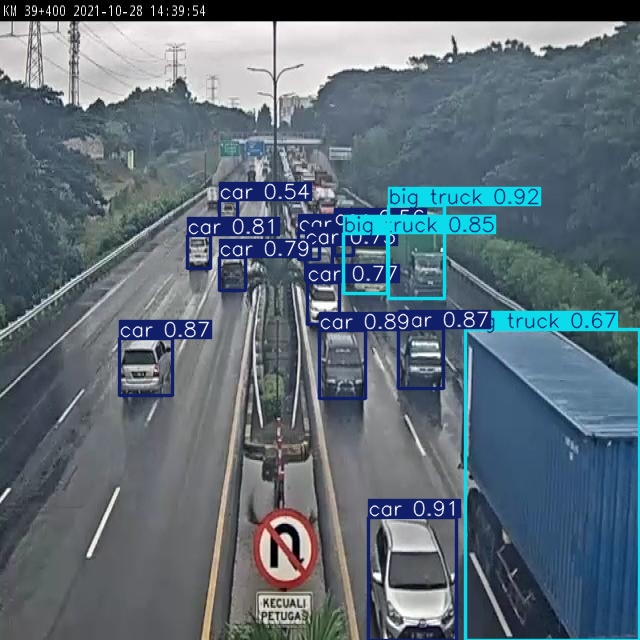 KM 39+400 2021-10-28 14:39:54
big truck 0.92
car 0.54
big truck 0.85
car 0.81
car 0.79
car 0.77
car 0.87
car 0.89
ar 0.87
truck 0.67
car 0.91
KECUALI
PETUGAS